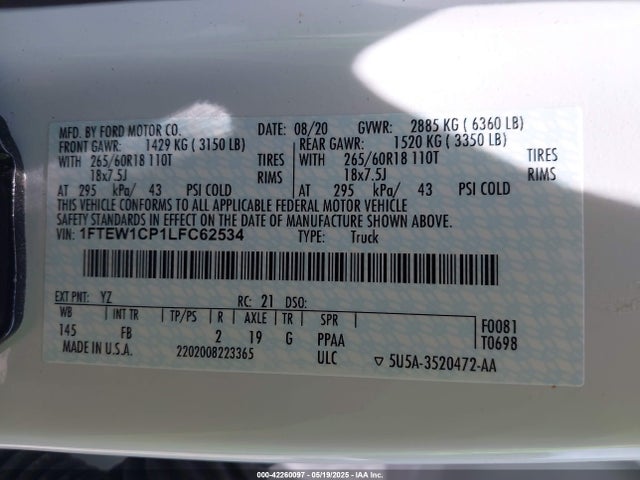 MFD. BY FORD MOTOR CO. DATE: 08/20 GVWR: 2885 KG ( 6360 LB)
FRONT GAWR: 1429 KG ( 3150 LB) REAR GAWR: 1520 KG ( 3350 LB)
WITH 265/60R18 110T TIRES WITH 265/60R18 110T TIRES
18x7.5J RIMS 18x7.5J RIMS
AT 295 kPa/ 43 PSI COLD AT 295 kPa/ 43 PSI COLD
THIS VEHICLE CONFORMS TO ALL APPLICABLE FEDERAL MOTOR VEHICLE
SAFETY STANDARDS IN EFFECT ON THE DATE OF MANUFACTURE SHOWN ABOVE.
VIN: 1FTEW1CP1LFC62534 TYPE: Truck
EXT PNT: YZ RC: 21 DSO:
WB INT TR TP/PS R AXLE TR SPR F0081
145 FB 2 19 G PPAA T0698
MADE IN U.S.A. 2202008223365 ULC ▽ 5U5A-3520472-AA
000-42260097 - 05/19/2025 - IAA Inc.